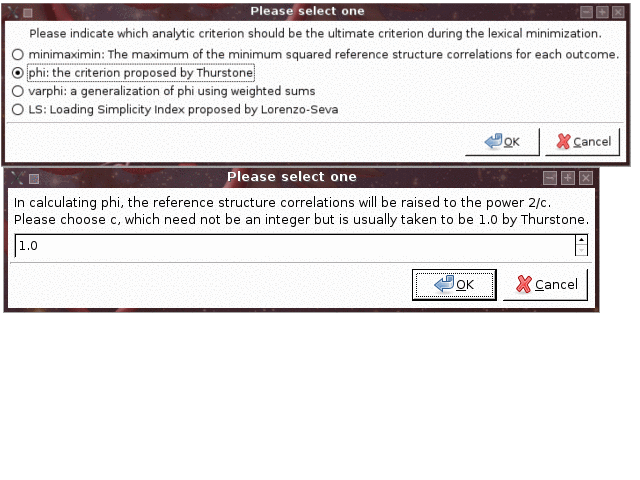 Please select one
Please indicate which analytic criterion should be the ultimate criterion during the lexical minimization.
minimaximin: The maximum of the minimum squared reference structure correlations for each outcome.
phi: the criterion proposed by Thurstone
varphi: a generalization of phi using weighted sums
LS: Loading Simplicity Index proposed by Lorenzo-Seva
OK Cancel
Please select one
In calculating phi, the reference structure correlations will be raised to the power 2/c.
Please choose c, which need not be an integer but is usually taken to be 1.0 by Thurstone.
1.0
OK Cancel